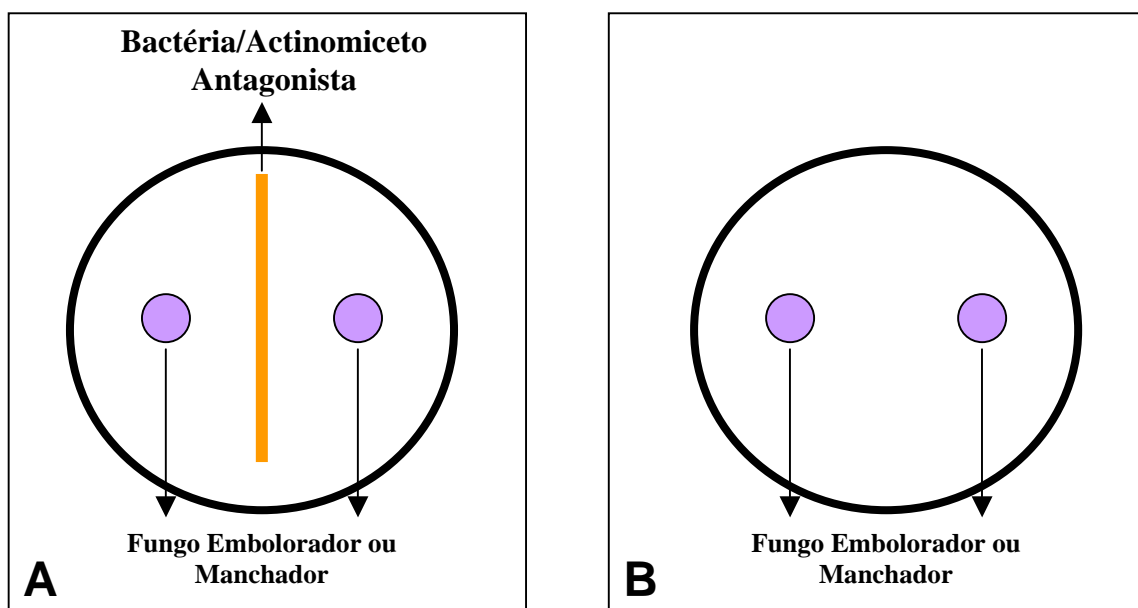 Bactéria/Actinomiceto
Antagonista
Fungo Embolorador ou
Manchador
A
Fungo Embolorador ou
Manchador
B